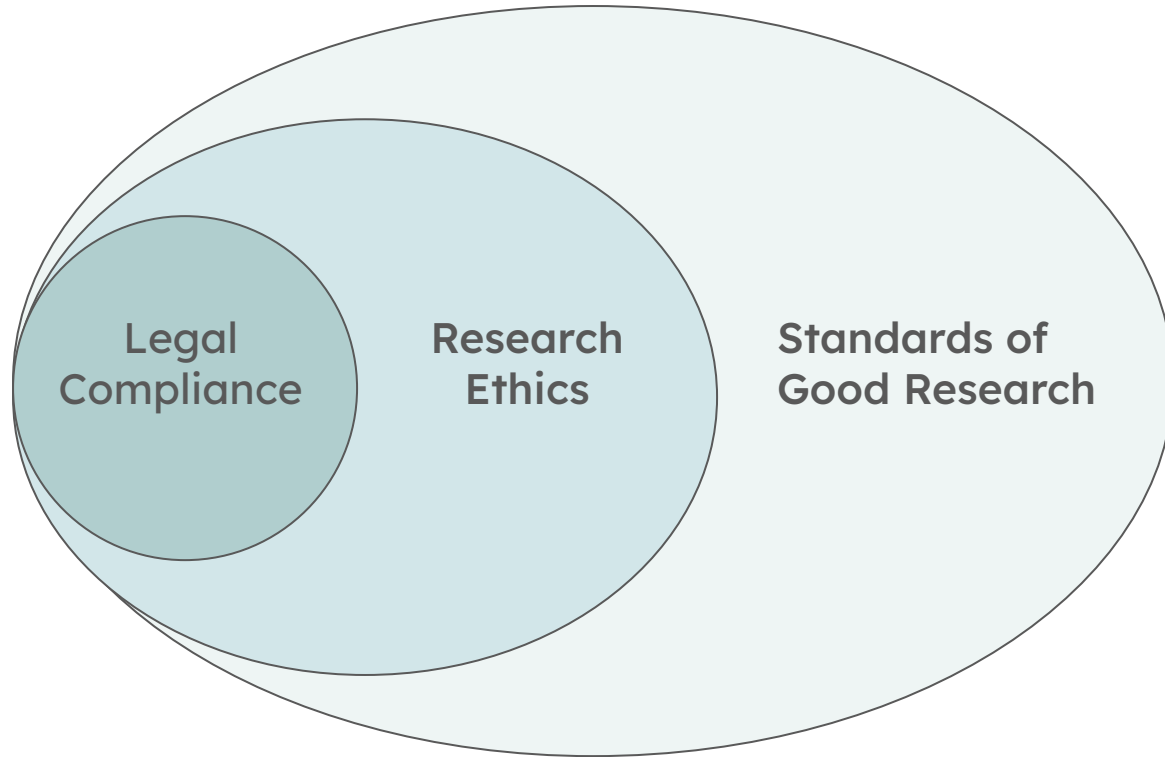 Legal
Compliance
Research
Ethics
Standards of
Good Research